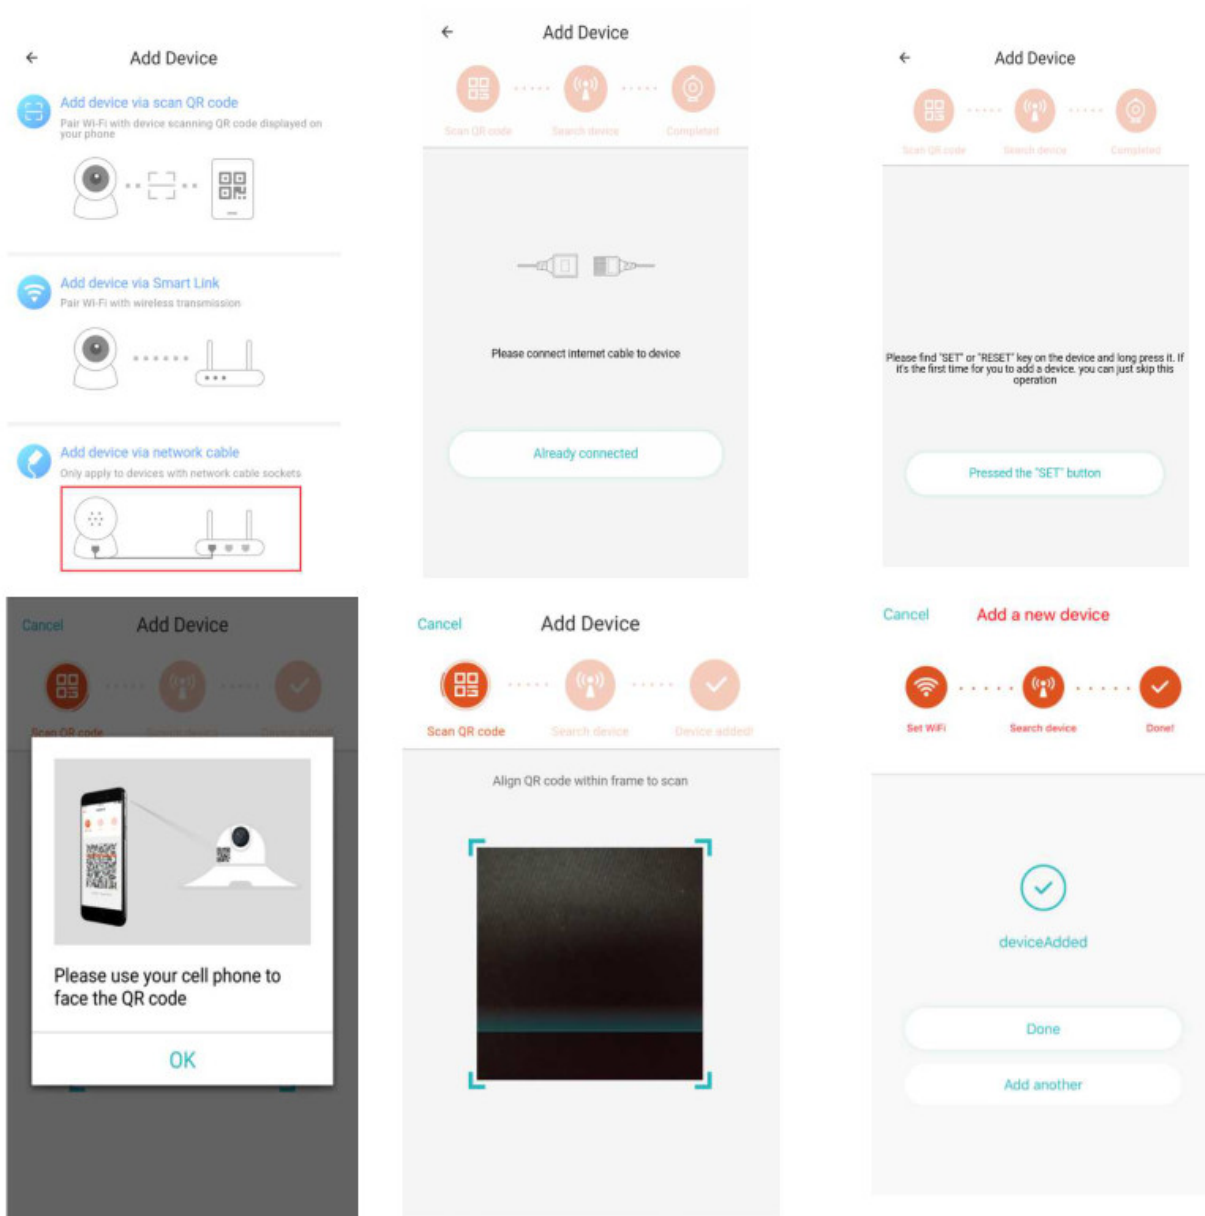 Add Device
Add device via scan QR code
Pair Wi-Fi with device scanning QR code displayed on
your phone
Add device via Smart Link
Pair Wi-Fi with wireless transmission
Add device via network cable
Only apply to devices with network cable sockets
Add Device
Scan QR code
Search device
Completed
Please connect internet cable to device
Already connected
Add Device
Scan QR code
Search device
Completed
Please find "SET" or "RESET" key on the device and long press it. If
it's the first time for you to add a device. you can just skip this
operation
Pressed the "SET" button
Cancel
Add Device
Scan QR code
Search device
Device added!
Please use your cell phone to
face the QR code
OK
Cancel
Add Device
Scan QR code
Search device
Device added!
Align QR code within frame to scan
Cancel
Add a new device
Set WiFi
Search device
Done!
deviceAdded
Done
Add another